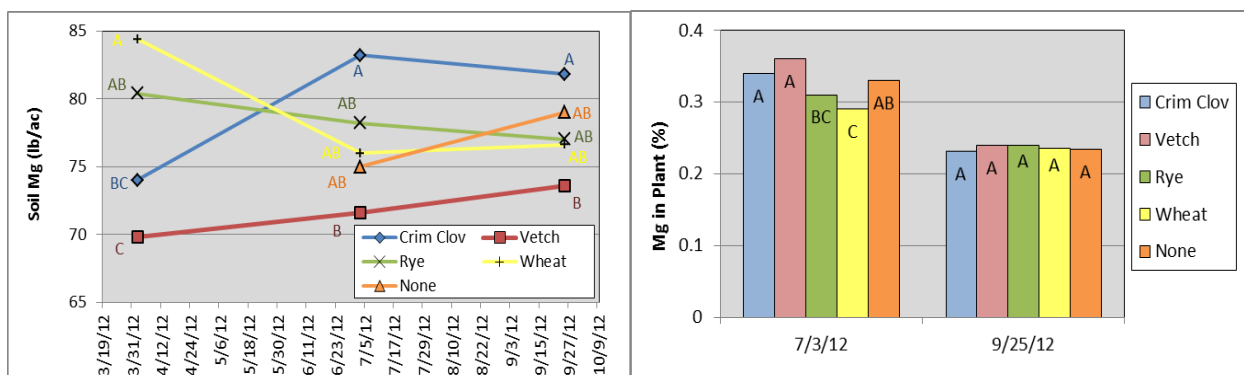 85
80
75
70
65
Soil Mg (lb/ac)
A
AB
BC
C
A
AB
AB
AB
B
A
AB
AB
AB
B
Crim Clov
Vetch
Rye
Wheat
None
3/19/12
3/31/12
4/12/12
4/24/12
5/6/12
5/18/12
5/30/12
6/11/12
6/23/12
7/5/12
7/17/12
7/29/12
8/10/12
8/22/12
9/3/12
9/15/12
9/27/12
10/9/12
0.4
0.3
0.2
0.1
0
Mg in Plant (%)
A
A
BC
C
AB
A
A
A
A
A
7/3/12
9/25/12
Crim Clov
Vetch
Rye
Wheat
None